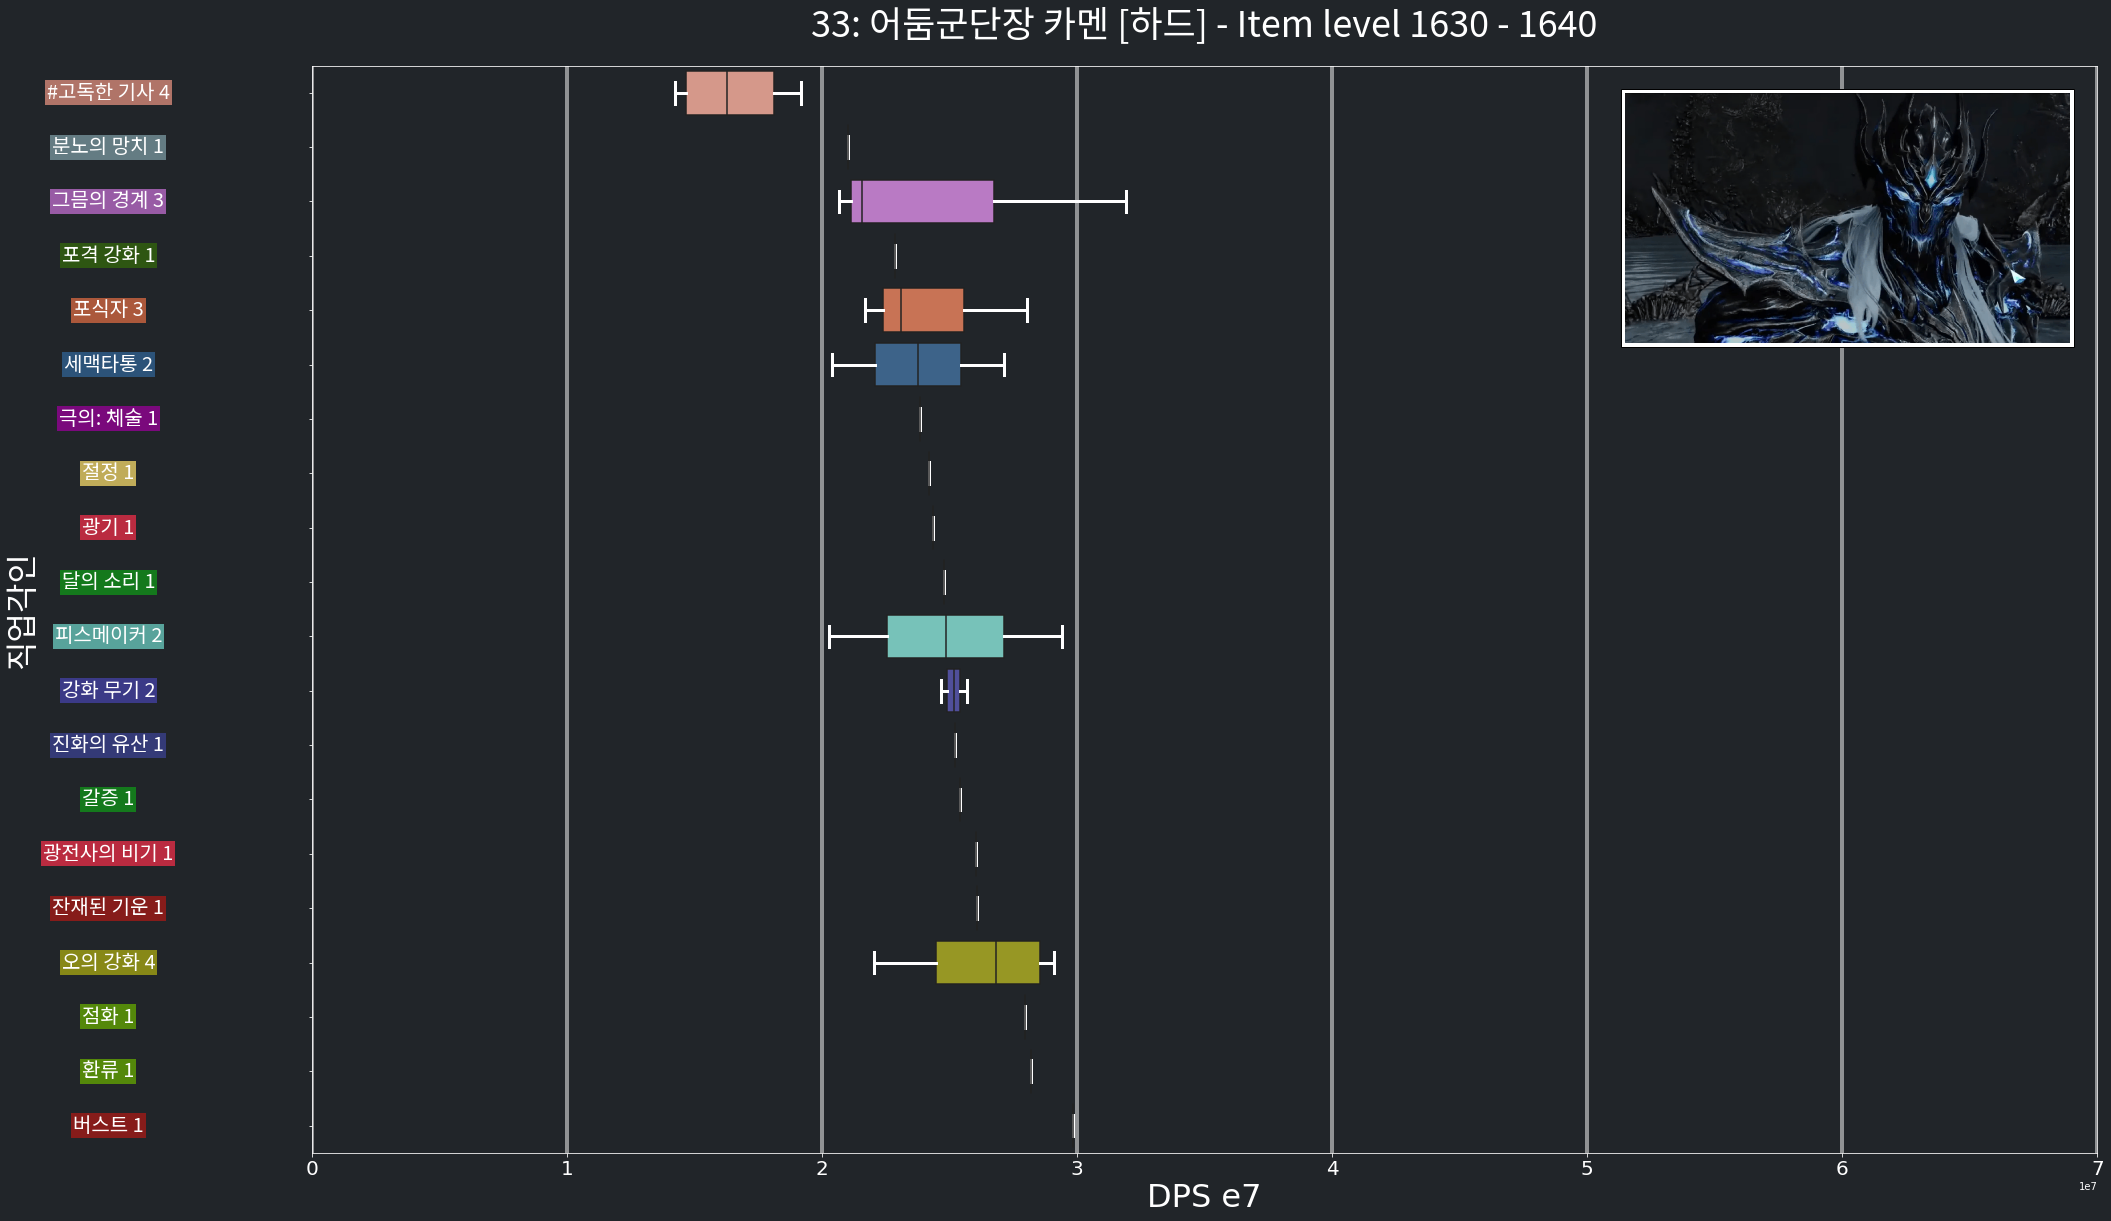 33: 어둠군단장 카멘 [하드] - Item level 1630 - 1640
#고독한 기사 4
분노의 망치 1
그믐의 경계 3
포격 강화 1
포식자 3
세맥타통 2
극의: 체술 1
절정 1
광기 1
달의 소리 1
피스메이커 2
강화 무기 2
진화의 유산 1
갈증 1
광전사의 비기 1
잔재된 기운 1
오의 강화 4
점화 1
환류 1
버스트 1
직업각인
0 1 2 3 4 5 6 7
1e7
DPS e7